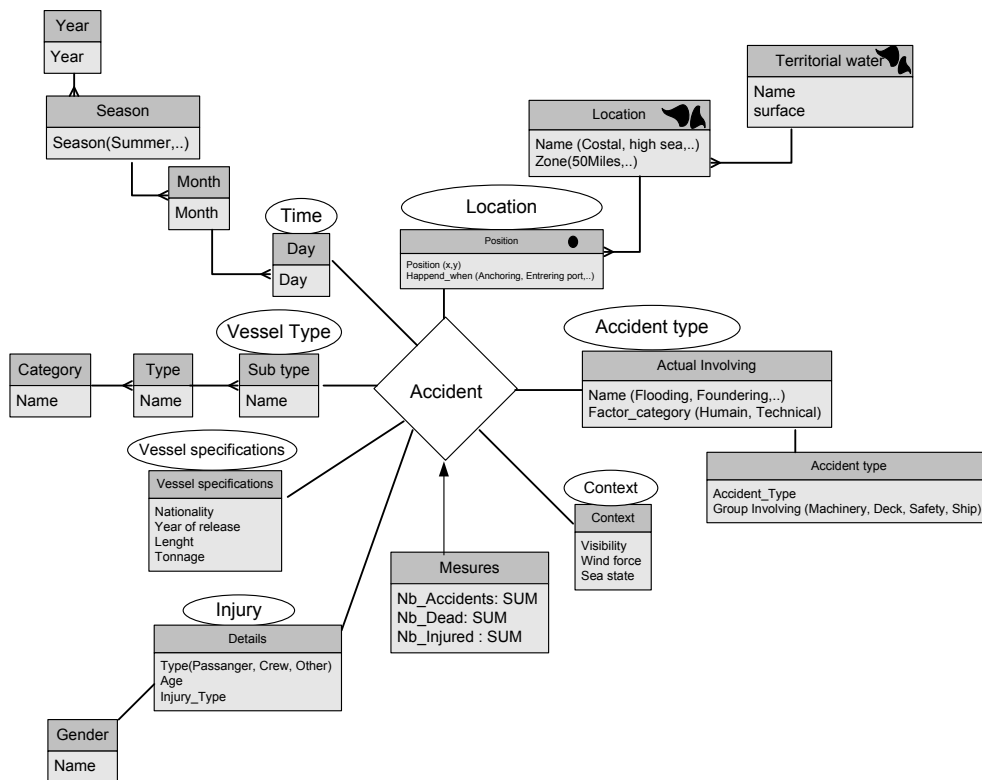 Year
Year
Season
Season(Summer,..)
Month
Month
Time
Day
Day
Territorial water
Name
surface
Location
Name (Costal, high sea,..)
Zone(50Miles,..)
Location
Position
Position (x,y)
Happend_when (Anchoring, Entrering port,..)
Vessel Type
Category
Name
Type
Name
Sub type
Name
Accident
Accident type
Actual Involving
Name (Flooding, Foundering,..)
Factor_category (Humain, Technical)
Accident type
Accident_Type
Group Involving (Machinery, Deck, Safety, Ship)
Vessel specifications
Vessel specifications
Nationality
Year of release
Lenght
Tonnage
Context
Context
Visibility
Wind force
Sea state
Mesures
Nb_Accidents: SUM
Nb_Dead: SUM
Nb_Injured : SUM
Injury
Details
Type(Passanger, Crew, Other)
Age
Injury_Type
Gender
Name